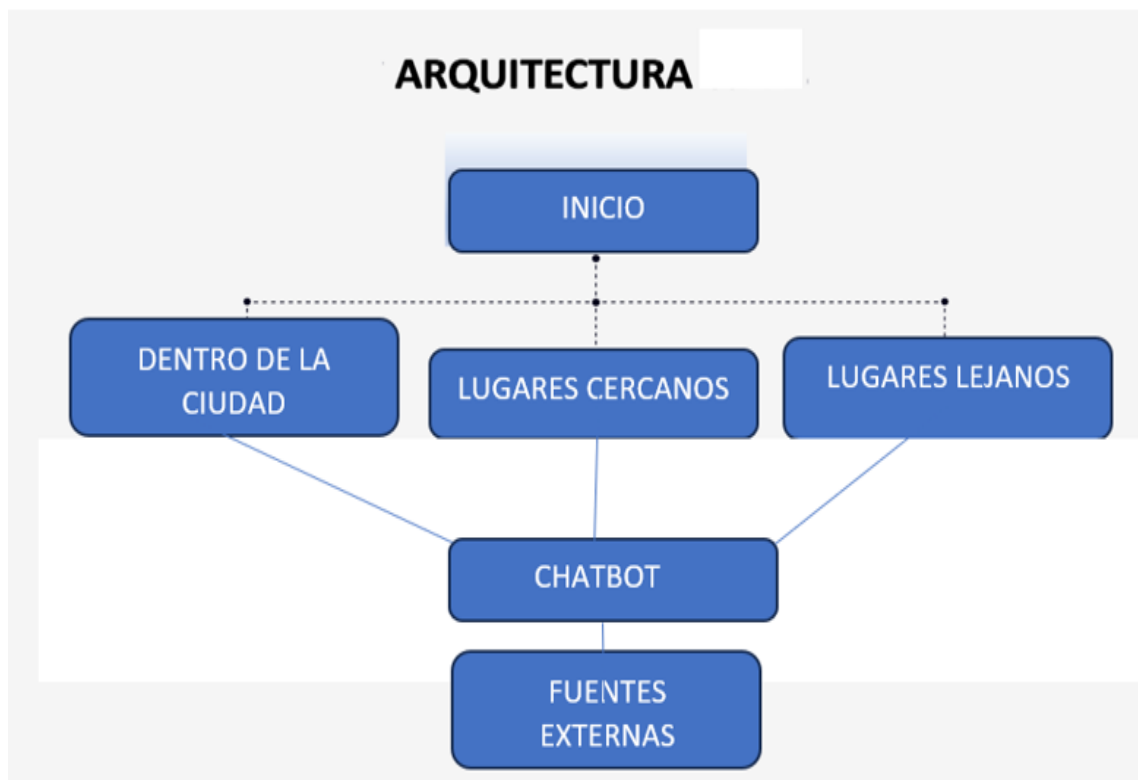 ARQUITECTURA
INICIO
DENTRO DE LA
CIUDAD
LUGARES CERCANOS
LUGARES LEJANOS
CHATBOT
FUENTES
EXTERNAS